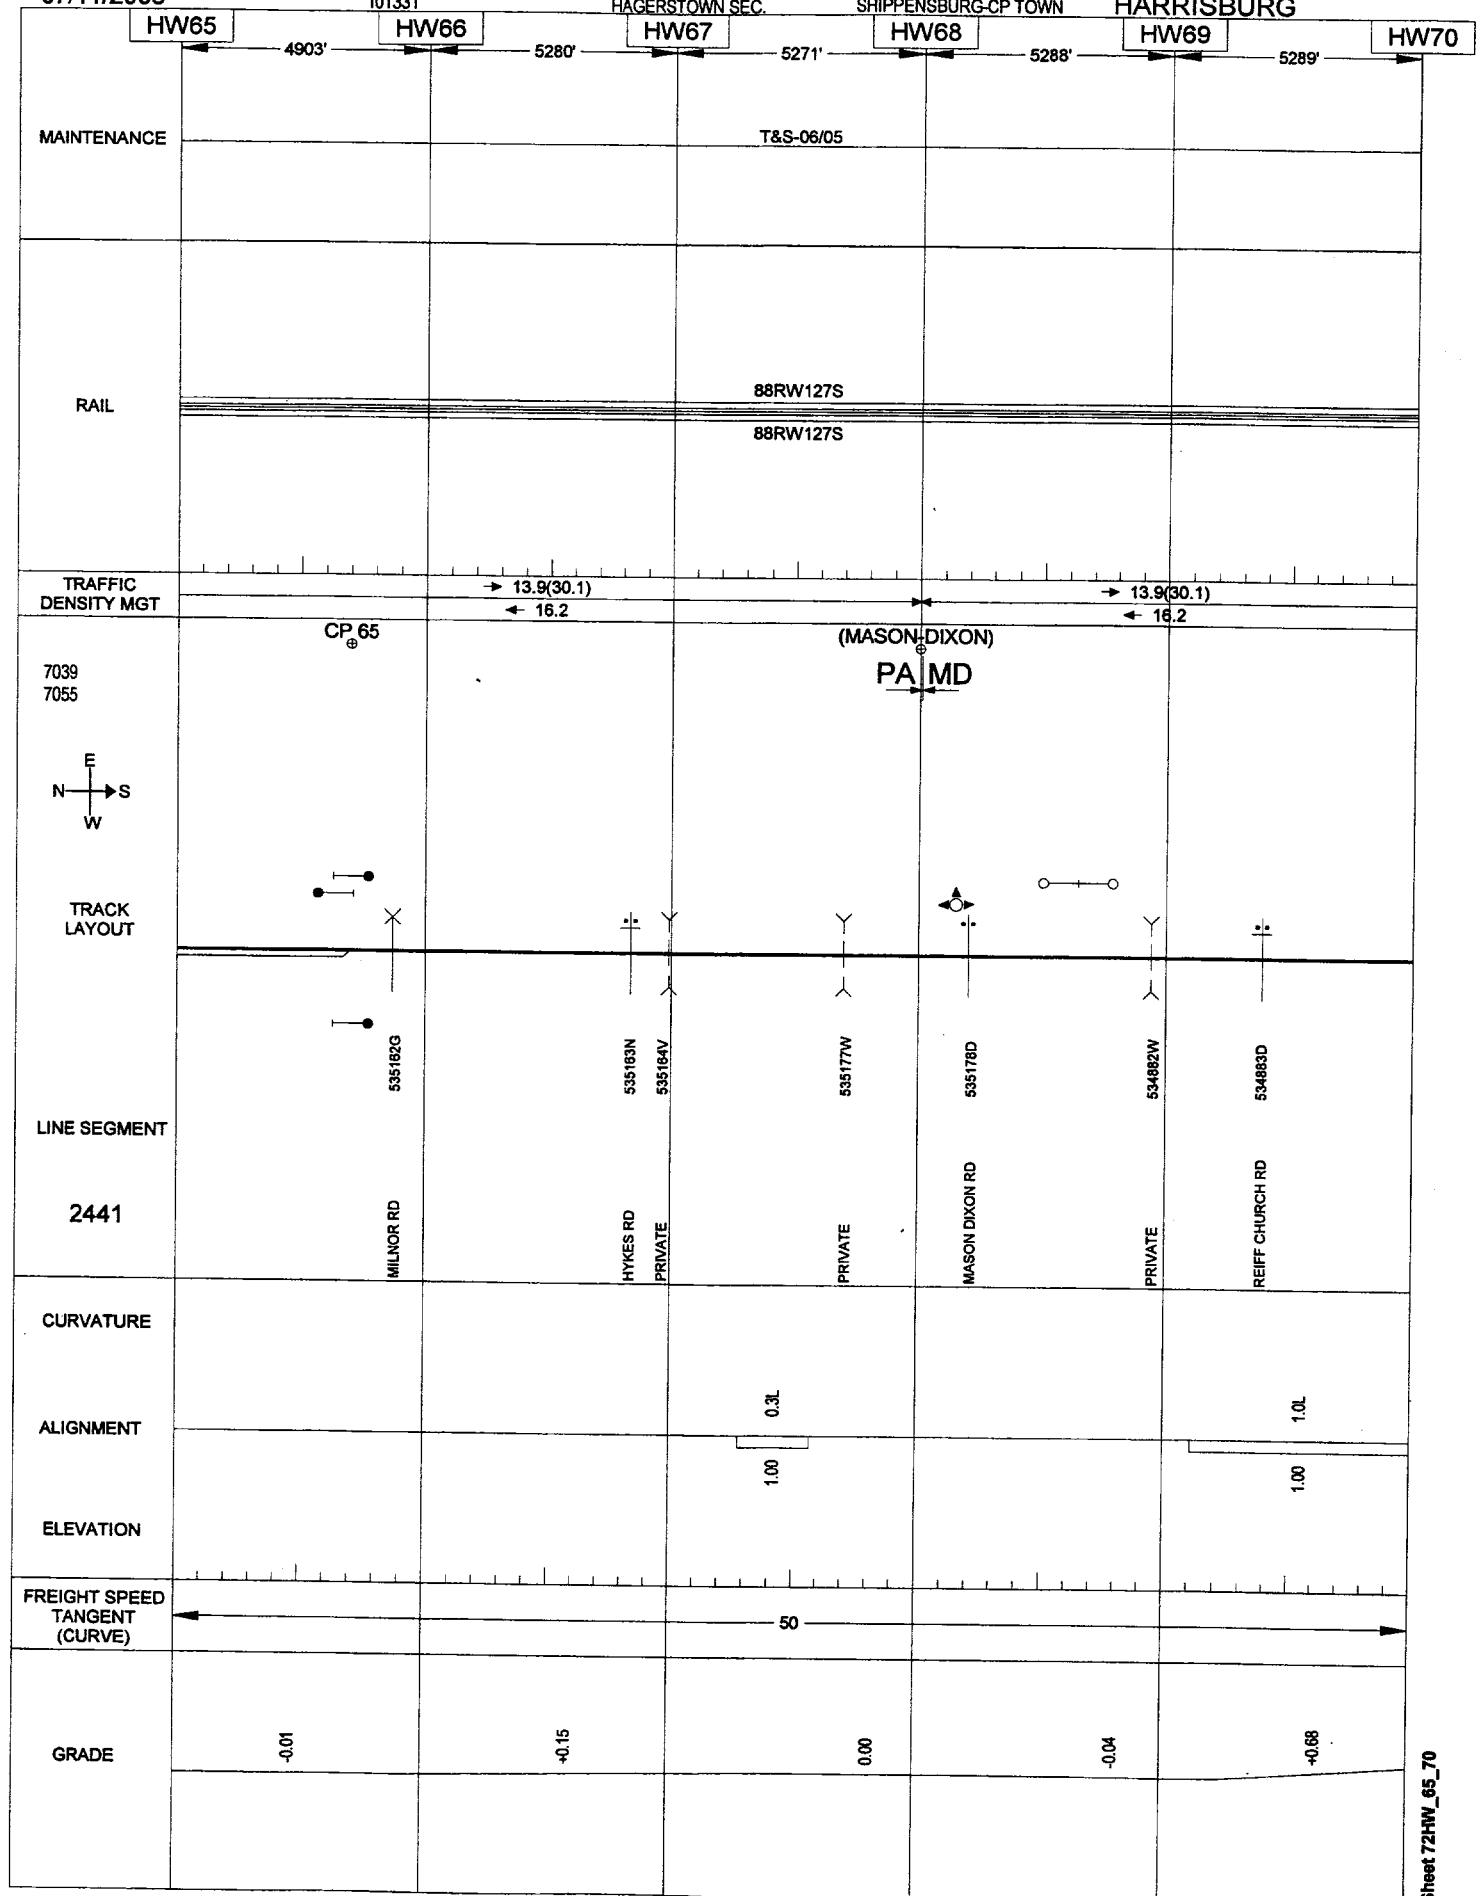 HAGERSTOWN SEC. SHIPPENSBURG-CP TOWN HARRISBURG
HW65 HW66 HW67 HW68 HW69 HW70
4903' 5280' 5271' 5288' 5289'
MAINTENANCE T&S-06/05
88RW127S
RAIL
88RW127S
TRAFFIC
DENSITY MGT
→ 13.9(30.1) → 13.9(30.1)
← 16.2 ← 16.2
CP 65 (MASON-DIXON)
PA MD
7039
7055
E
N S
W
TRACK
LAYOUT
535162G
535163N
535164V
535177W
535178D
534882W
534883D
LINE SEGMENT
2441
MILNOR RD
HYKES RD
PRIVATE
PRIVATE
MASON DIXON RD
PRIVATE
REIFF CHURCH RD
CURVATURE
0.3L 1.0L
ALIGNMENT
1.00 1.00
ELEVATION
FREIGHT SPEED
TANGENT
(CURVE)
50
GRADE
-0.01 +0.15 0.00 -0.04 +0.68
Sheet 72HW_65_70